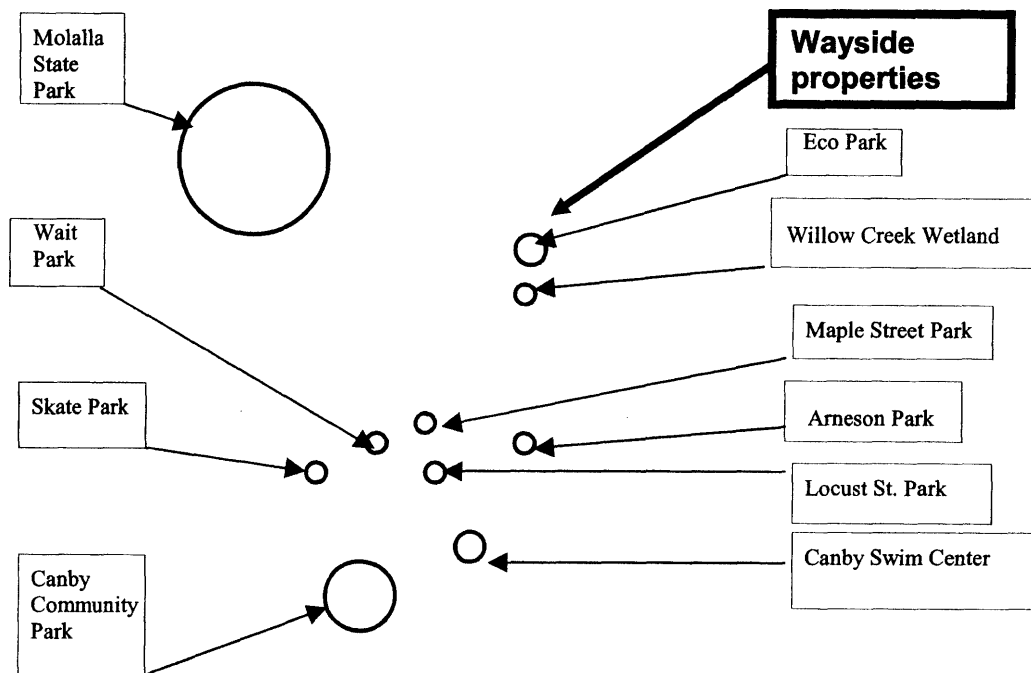 Molalla
State
Park
Wayside
properties
Eco Park
Wait
Park
Willow Creek Wetland
Maple Street Park
Skate Park
Arneson Park
Locust St. Park
Canby Swim Center
Canby
Community
Park